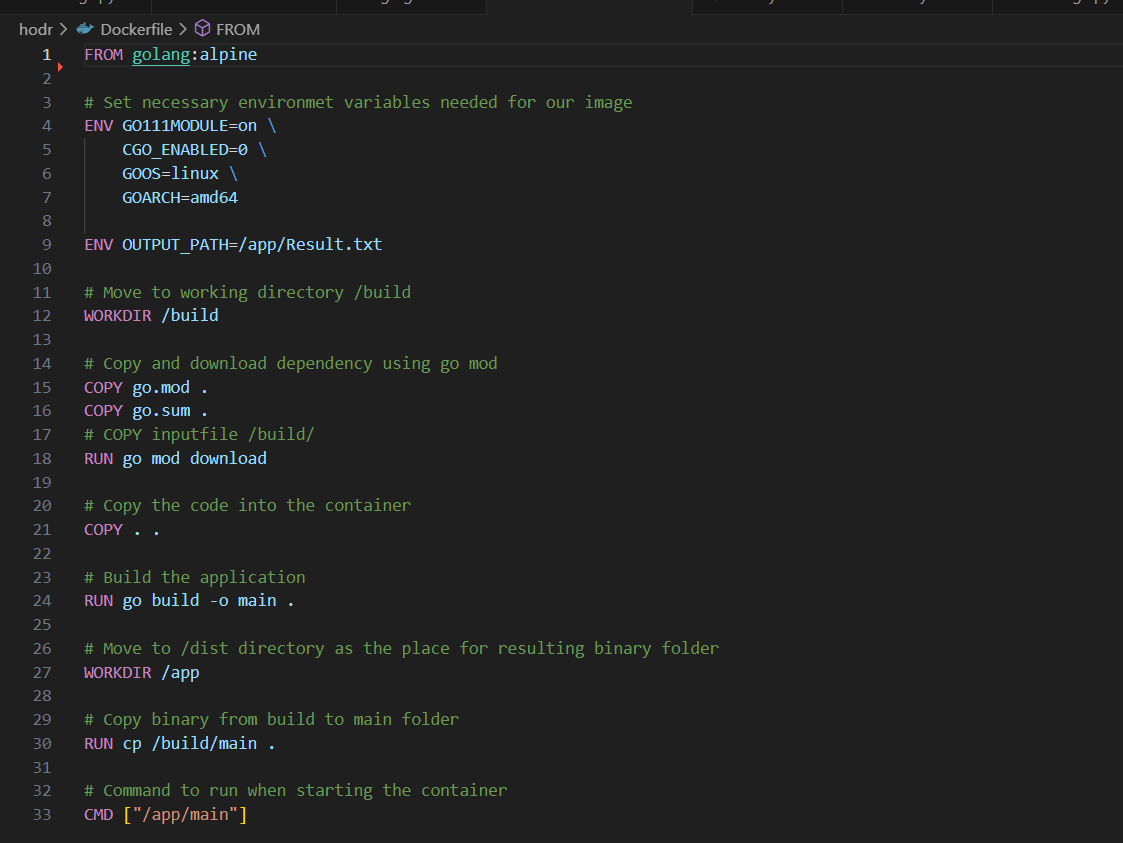 hodr > Dockerfile > FROM
1 FROM golang:alpine
2
3 # Set necessary environmet variables needed for our image
4 ENV GO111MODULE=on \
5 CGO_ENABLED=0 \
6 GOOS=linux \
7 GOARCH=amd64
8
9 ENV OUTPUT_PATH=/app/Result.txt
10
11 # Move to working directory /build
12 WORKDIR /build
13
14 # Copy and download dependency using go mod
15 COPY go.mod .
16 COPY go.sum .
17 # COPY inputfile /build/
18 RUN go mod download
19
20 # Copy the code into the container
21 COPY . .
22
23 # Build the application
24 RUN go build -o main .
25
26 # Move to /dist directory as the place for resulting binary folder
27 WORKDIR /app
28
29 # Copy binary from build to main folder
30 RUN cp /build/main .
31
32 # Command to run when starting the container
33 CMD ["/app/main"]